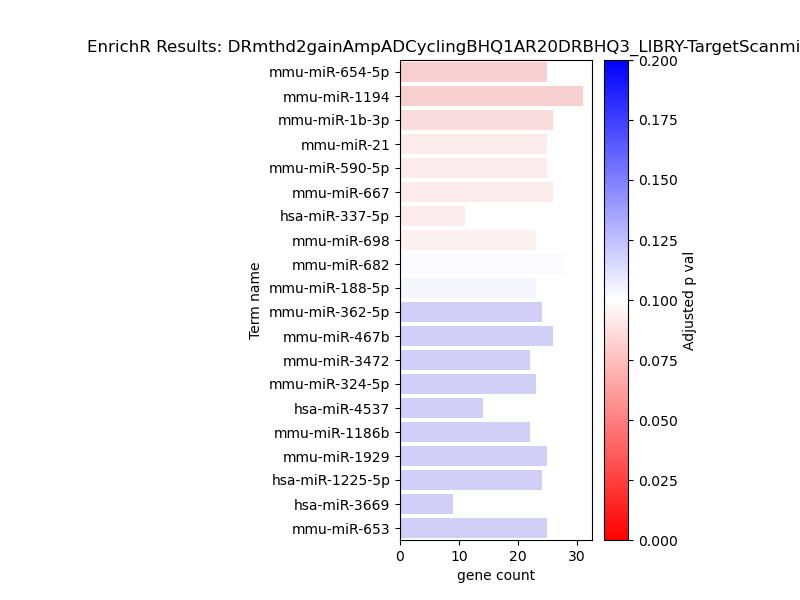 EnrichR Results: DRmthd2gainAmpADCyclingBHQ1AR20DRBHQ3_LIBRY-TargetScanmi
mmu-miR-654-5p
mmu-miR-1194
mmu-miR-1b-3p
mmu-miR-21
mmu-miR-590-5p
mmu-miR-667
hsa-miR-337-5p
mmu-miR-698
mmu-miR-682
mmu-miR-188-5p
mmu-miR-362-5p
mmu-miR-467b
mmu-miR-3472
mmu-miR-324-5p
hsa-miR-4537
mmu-miR-1186b
mmu-miR-1929
hsa-miR-1225-5p
hsa-miR-3669
mmu-miR-653
Term name
0 10 20 30
gene count
0.200
0.175
0.150
0.125
0.100
0.075
0.050
0.025
0.000
Adjusted p val